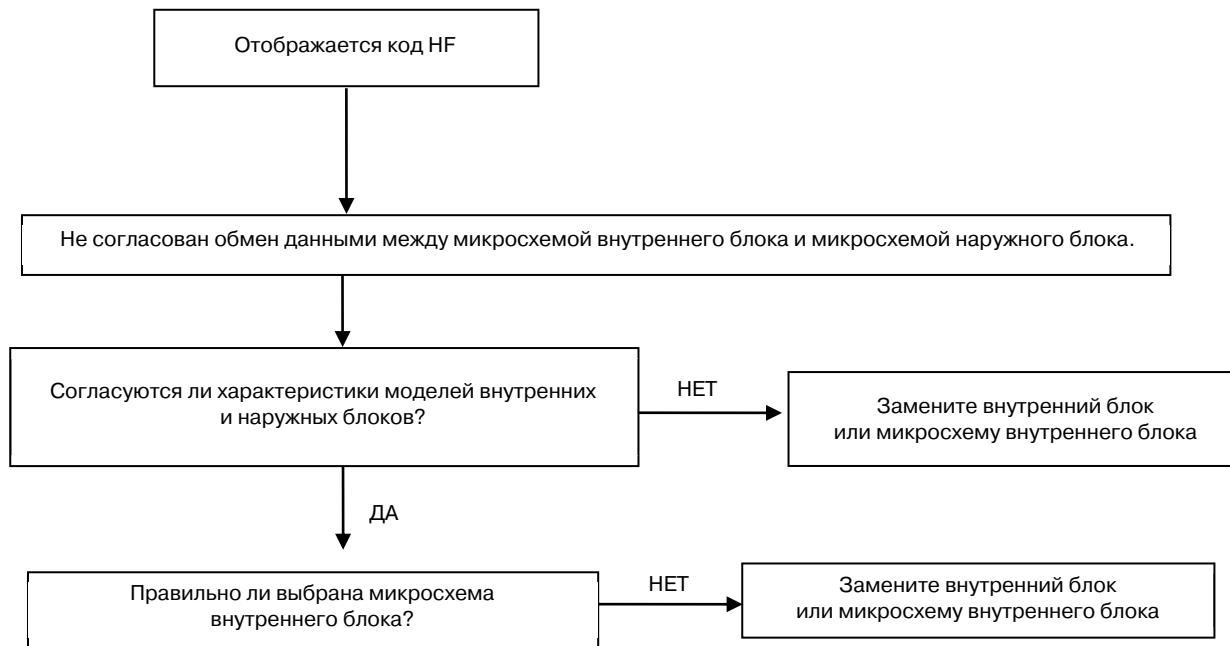 Отображается код HF
Не согласован обмен данными между микросхемой внутреннего блока и микросхемой наружного блока.
Согласуются ли характеристики моделей внутренних
и наружных блоков?
НЕТ
Замените внутренний блок
или микросхему внутреннего блока
ДА
Правильно ли выбрана микросхема
внутреннего блока?
НЕТ
Замените внутренний блок
или микросхему внутреннего блока